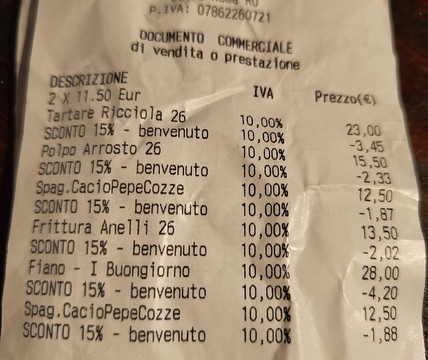 P.IVA: 07862260721
DOCUMENTO COMMERCIALE
di vendita o prestazione
DESCRIZIONE IVA Prezzo(€)
2 X 11.50 Eur
Tartare Ricciola 26 10,00% 23,00
SCONTO 15% - benvenuto 10,00% -3,45
Polpo Arrosto 26 10,00% 15,50
SCONTO 15% - benvenuto 10,00% -2,33
Spag.CacioPepeCozze 10,00% 12,50
SCONTO 15% - benvenuto 10,00% -1,87
Frittura Anelli 26 10,00% 13,50
SCONTO 15% - benvenuto 10,00% -2,02
Fiano - I Buongiorno 10,00% 28,00
SCONTO 15% - benvenuto 10,00% -4,20
Spag.CacioPepeCozze 10,00% 12,50
SCONTO 15% - benvenuto 10,00% -1,88